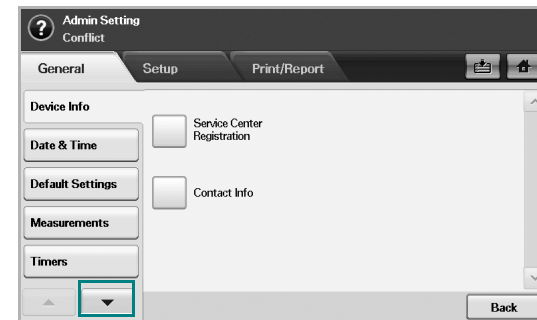 ?
Admin Setting
Conflict
General
Setup
Print/Report
Device Info
Date & Time
Default Settings
Measurements
Timers
Service Center
Registration
Contact Info
Back